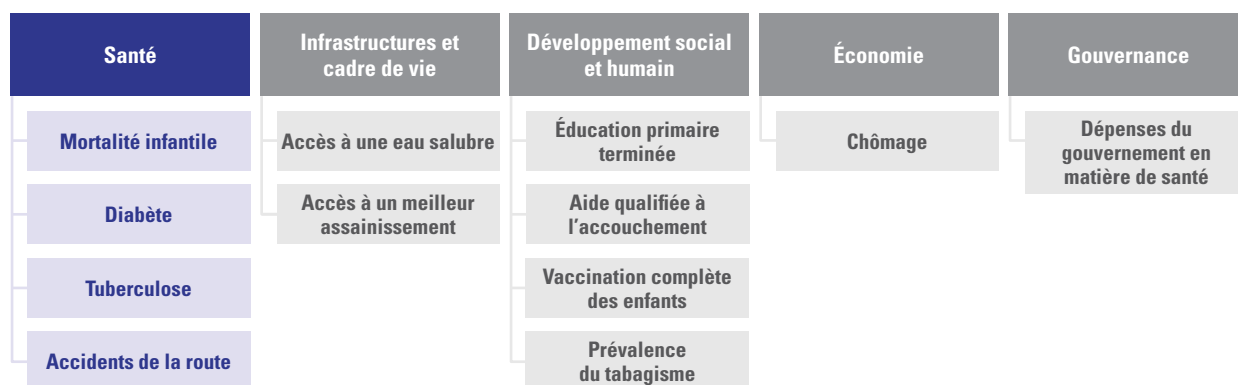 Santé
Infrastructures et
cadre de vie
Développement social
et humain
Économie
Gouvernance
Mortalité infantile
Diabète
Tuberculose
Accidents de la route
Accès à une eau salubre
Accès à un meilleur
assainissement
Éducation primaire
terminée
Aide qualifiée à
l'accouchement
Vaccination complète
des enfants
Prévalence
du tabagisme
Chômage
Dépenses du
gouvernement en
matière de santé